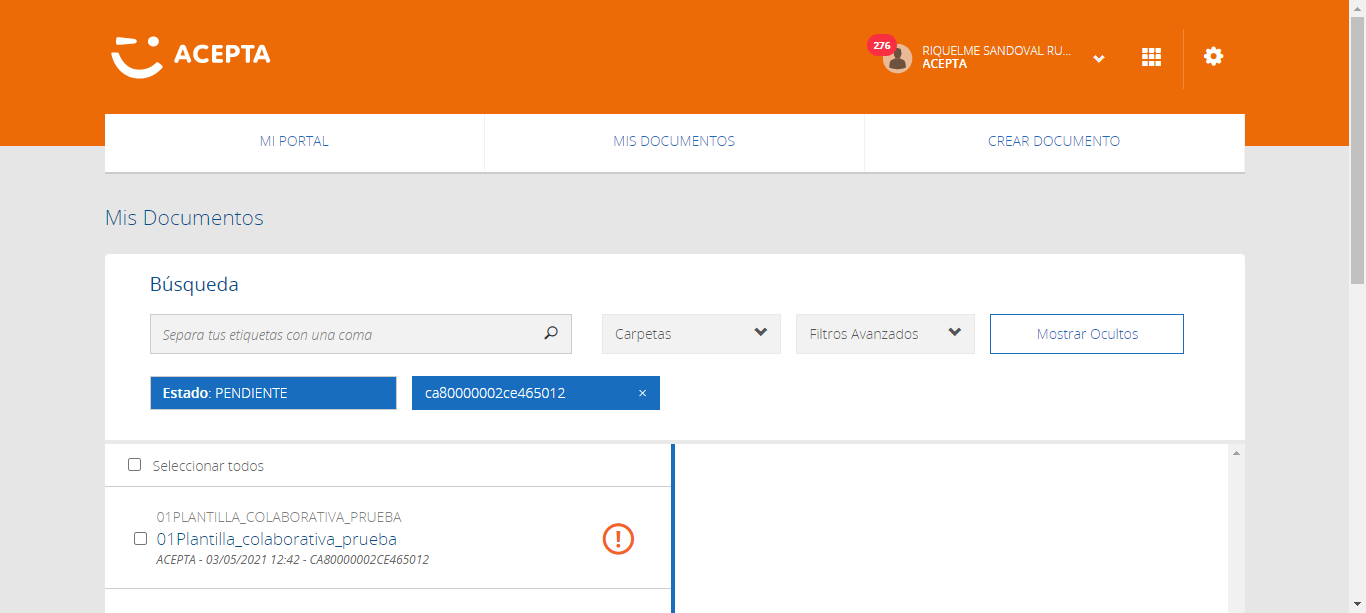 ACEPTA
276
RIQUELME SANDOVAL RU...
ACEPTA
MI PORTAL
MIS DOCUMENTOS
CREAR DOCUMENTO
Mis Documentos
Búsqueda
Separa tus etiquetas con una coma
Carpetas
Filtros Avanzados
Mostrar Ocultos
Estado: PENDIENTE
ca80000002ce465012 ×
Seleccionar todos
01PLANTILLA_COLABORATIVA_PRUEBA
01Plantilla_colaborativa_prueba
ACEPTA - 03/05/2021 12:42 - CA80000002CE465012